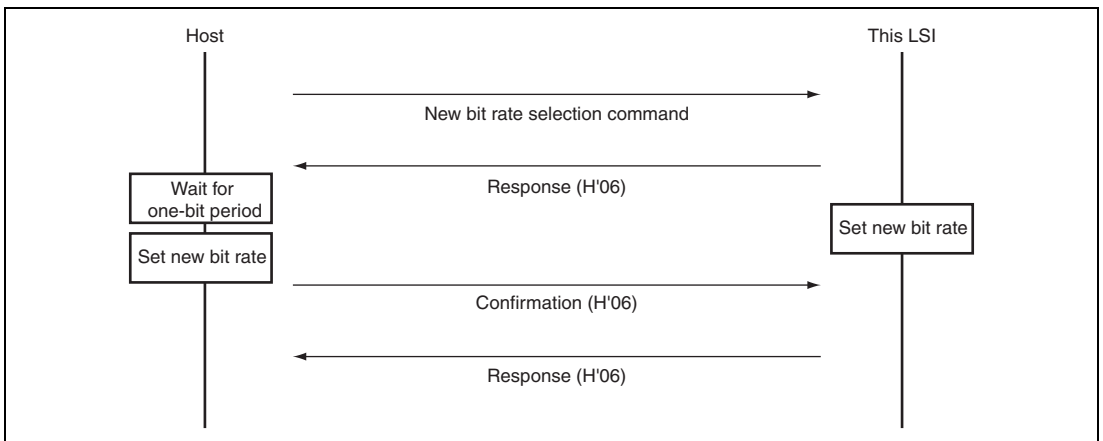 Host
This LSI
New bit rate selection command
Response (H'06)
Wait for
one-bit period
Set new bit rate
Set new bit rate
Confirmation (H'06)
Response (H'06)